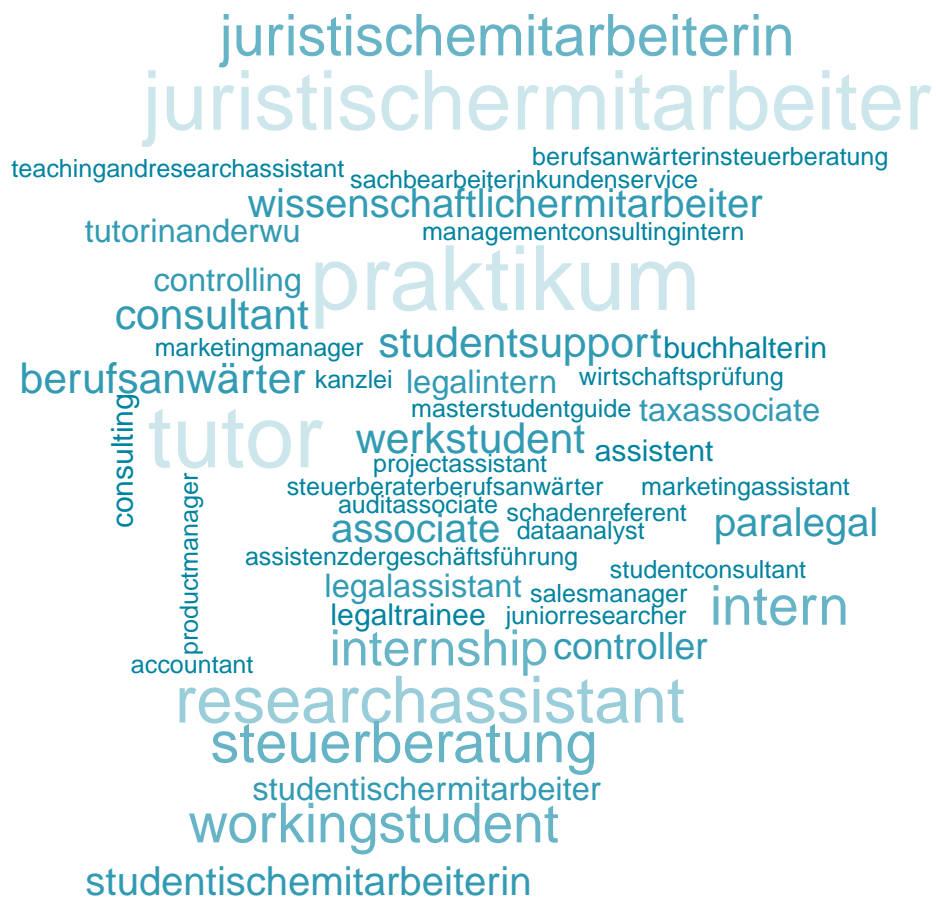 juristischemitarbeiterin
juristischermitarbeiter
berufsanwärterinsteuerberatung
teachingandresearchassistant
sachbearbeiterinkundenservice
wissenschaftlichermitarbeiter
tutorinanderwu
managementconsultingintern
controlling
praktikum
consultant
marketingmanager
studentsupport
buchhalterin
berufsanwärter
kanzlei
legalintern
wirtschaftsprüfung
consulting
masterstudentguide
taxassociate
tutor
werkstudent
assistent
projectassistant
steuerberaterberufsanwärter
marketingassistant
productmanager
auditassociate
schadenreferent
associate
dataanalyst
paralegal
assistenzdergeschäftsführung
studentconsultant
legalassistant
salesmanager
intern
legaltrainee
juniorresearcher
internship
controller
accountant
researchassistant
steuerberatung
studentischermitarbeiter
workingstudent
studentischemitarbeiterin